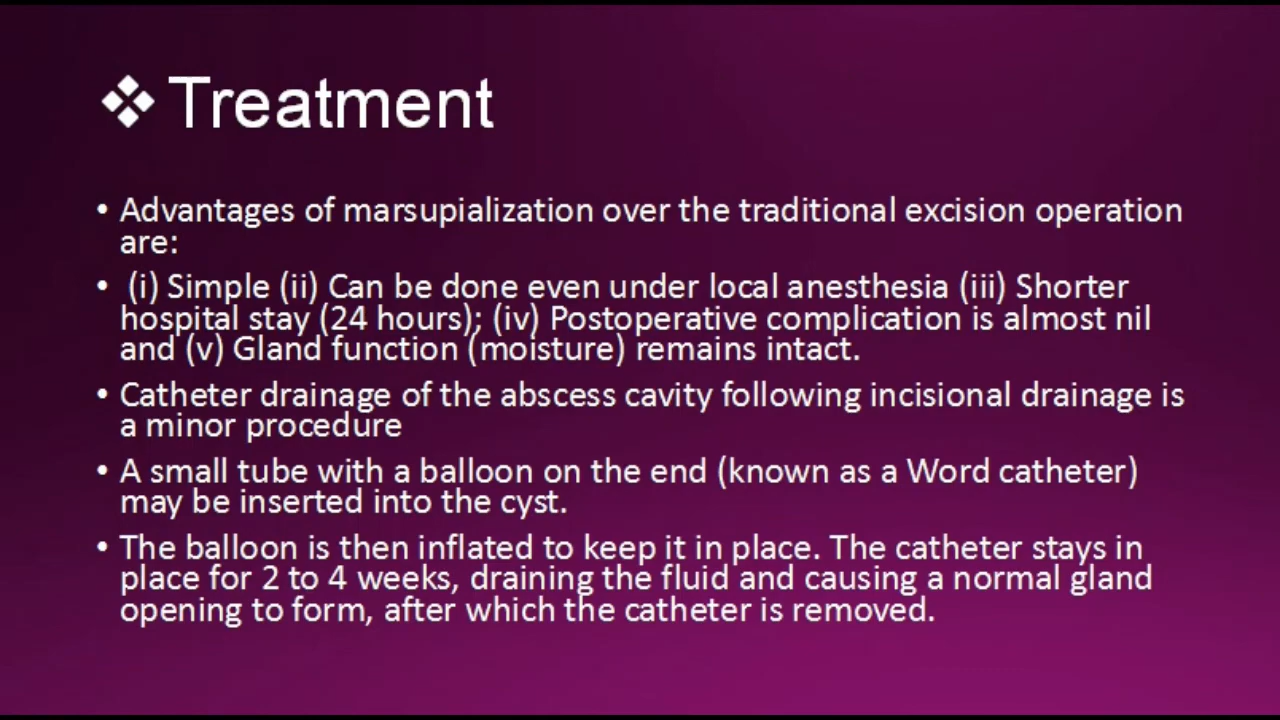 ❖ Treatment
• Advantages of marsupialization over the traditional excision operation
are:
• (i) Simple (ii) Can be done even under local anesthesia (iii) Shorter
hospital stay (24 hours); (iv) Postoperative complication is almost nil
and (v) Gland function (moisture) remains intact.
• Catheter drainage of the abscess cavity following incisional drainage is
a minor procedure
• A small tube with a balloon on the end (known as a Word catheter)
may be inserted into the cyst.
• The balloon is then inflated to keep it in place. The catheter stays in
place for 2 to 4 weeks, draining the fluid and causing a normal gland
opening to form, after which the catheter is removed.